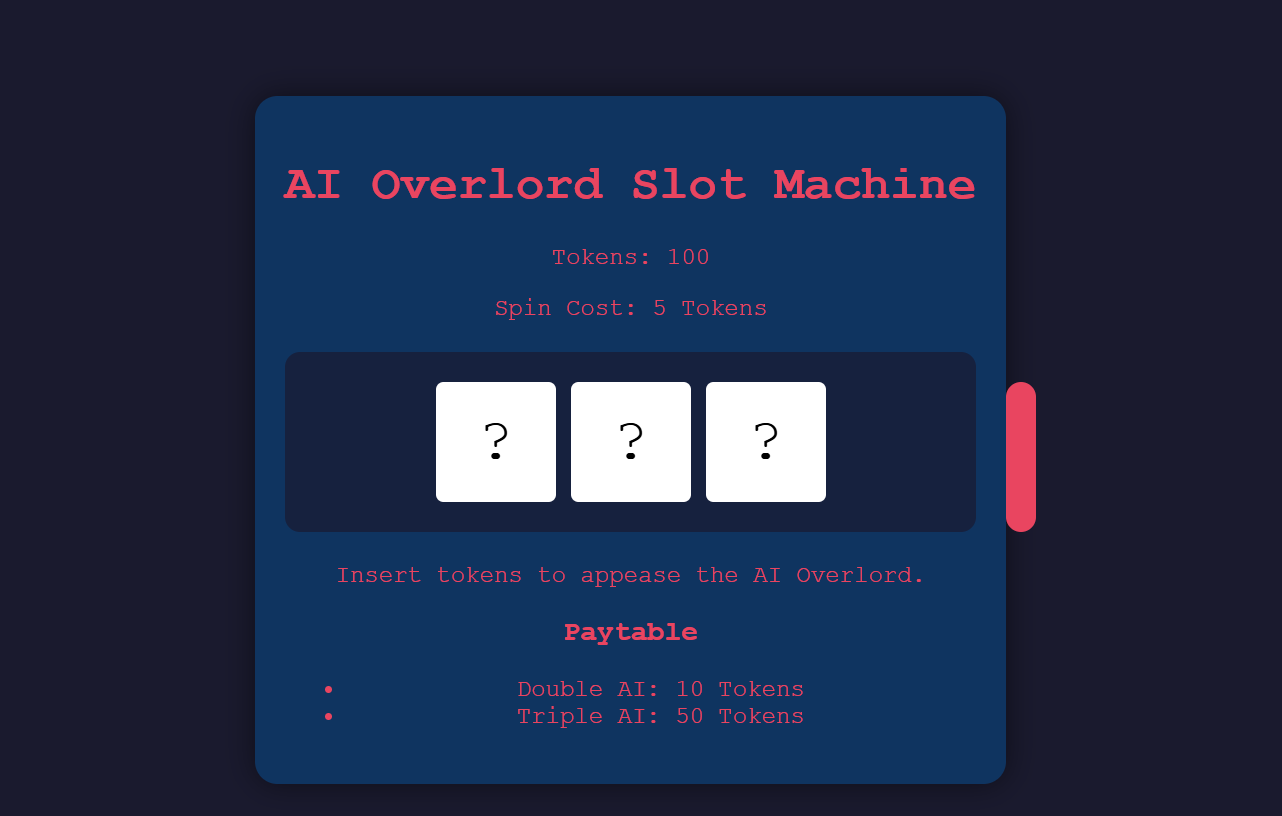 AI Overlord Slot Machine
Tokens: 100
Spin Cost: 5 Tokens
? ? ?
Insert tokens to appease the AI Overlord.
Paytable
• Double AI: 10 Tokens
• Triple AI: 50 Tokens